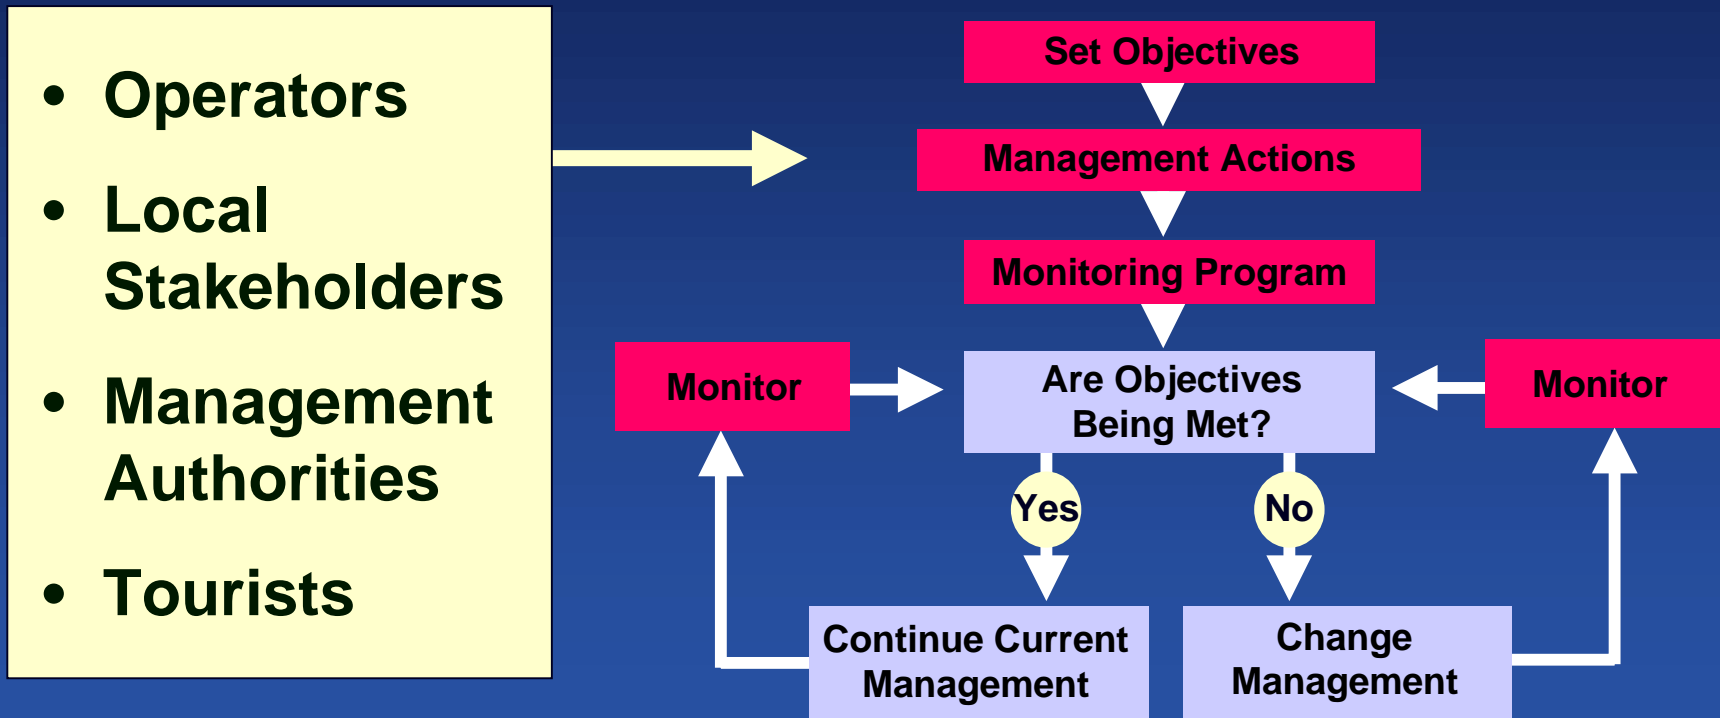 • Operators
• Local
Stakeholders
• Management
Authorities
• Tourists
Set Objectives
Management Actions
Monitoring Program
Monitor
Are Objectives
Being Met?
Monitor
Yes
No
Continue Current
Management
Change
Management